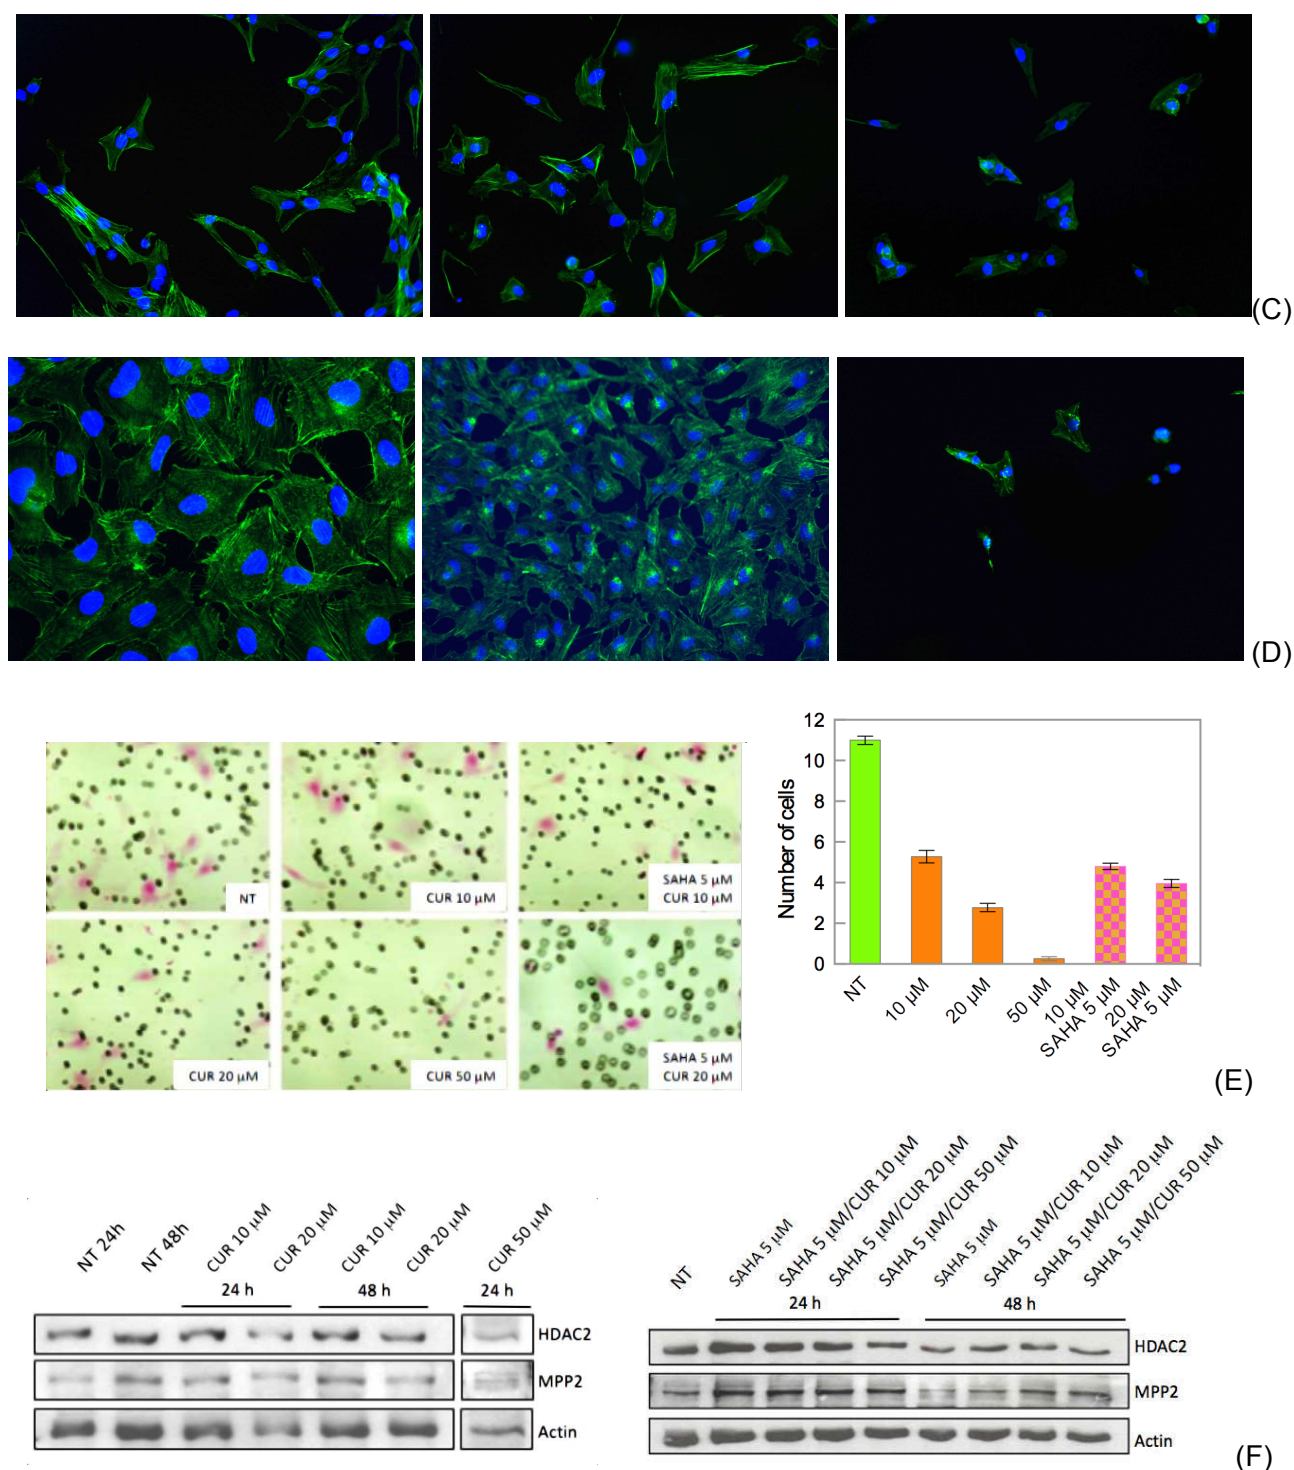 (C)
(D)
NT
CUR 10 µM
SAHA 5 µM
CUR 10 µM
CUR 20 µM
CUR 50 µM
SAHA 5 µM
CUR 20 µM
Number of cells
12
10
8
6
4
2
0
NT
10 µM
20 µM
50 µM
10 µM
SAHA 5 µM
20 µM
SAHA 5 µM
(E)
NT 24h
NT 48h
CUR 10 µM
CUR 20 µM
CUR 10 µM
CUR 20 µM
CUR 50 µM
24 h
48 h
24 h
HDAC2
MPP2
Actin
NT
SAHA 5 µM
SAHA 5 µM/CUR 10 µM
SAHA 5 µM/CUR 20 µM
SAHA 5 µM/CUR 50 µM
SAHA 5 µM
SAHA 5 µM/CUR 10 µM
SAHA 5 µM/CUR 20 µM
SAHA 5 µM/CUR 50 µM
24 h
48 h
HDAC2
MPP2
Actin
(F)